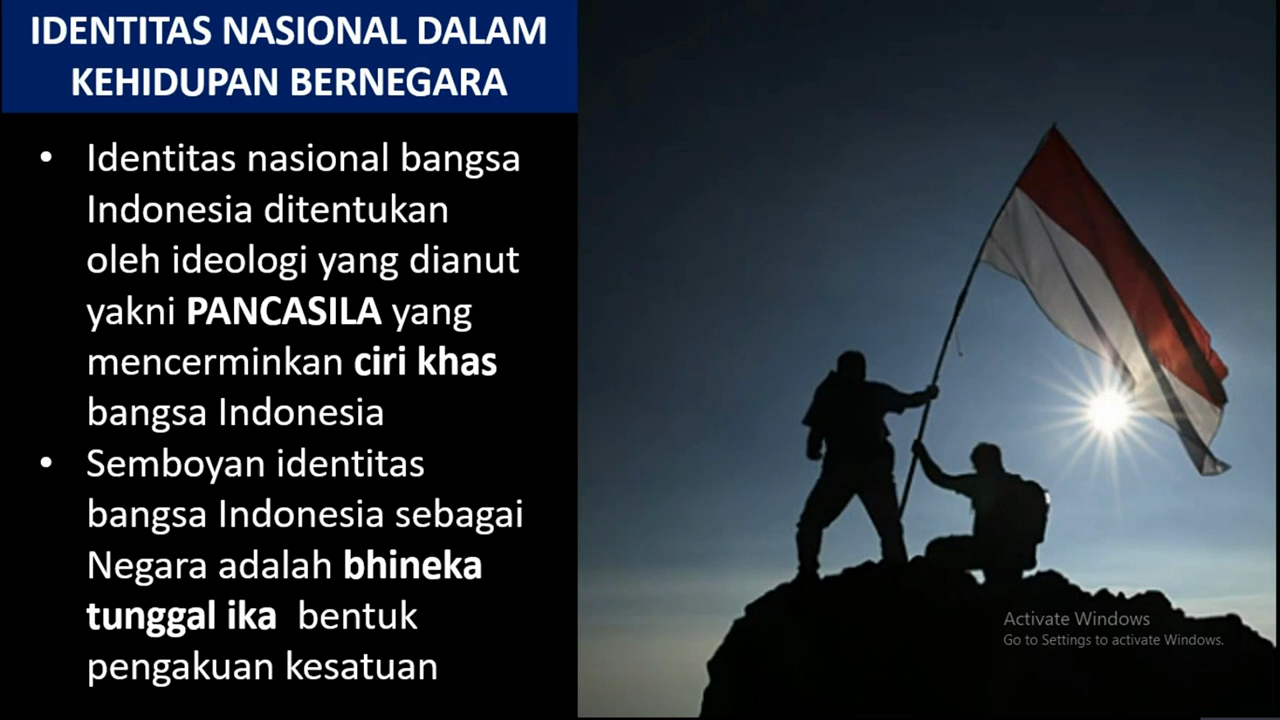 IDENTITAS NASIONAL DALAM
KEHIDUPAN BERNEGARA
• Identitas nasional bangsa
Indonesia ditentukan
oleh ideologi yang dianut
yakni PANCASILA yang
mencerminkan ciri khas
bangsa Indonesia
• Semboyan identitas
bangsa Indonesia sebagai
Negara adalah bhineka
tunggal ika bentuk
pengakuan kesatuan
Activate Windows
Go to Settings to activate Windows.